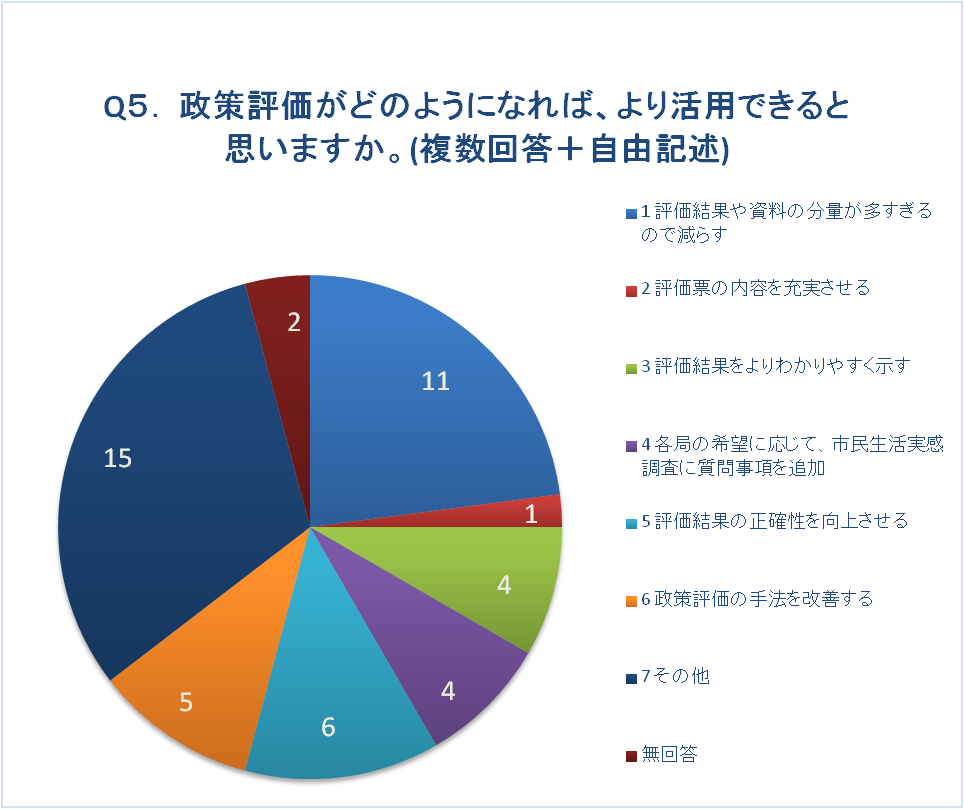 Q5. 政策評価がどのようになれば、より活用できると
思いますか。(複数回答＋自由記述)
1 評価結果や資料の分量が多すぎる
ので減らす
2 評価票の内容を充実させる
3 評価結果をよりわかりやすく示す
4 各局の希望に応じて、市民生活実感
調査に質問事項を追加
5 評価結果の正確性を向上させる
6 政策評価の手法を改善する
7 その他
無回答
2
11
15
1
4
4
5
6